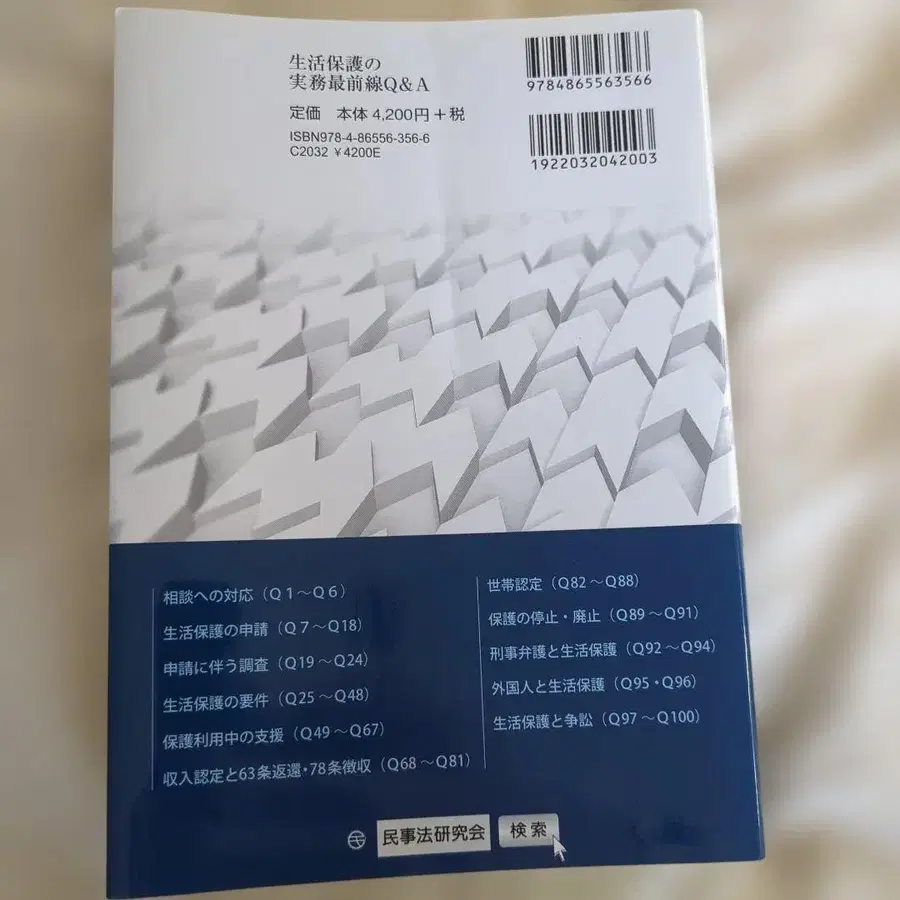 生活保護の
実務最前線Q&A
定価 本体 4,200円+税
ISBN978-4-86556-356-6
C2032 ¥4200E
9784865563566
1922032042003
相談への対応（Q1～Q6）
生活保護の申請（Q7～Q18）
申請に伴う調査（Q19～Q24）
生活保護の要件（Q25～Q48）
保護利用中の支援（Q49～Q67）
収入認定と63条返還・78条徴収（Q68～Q81）
世帯認定（Q82～Q88）
保護の停止・廃止（Q89～Q91）
刑事弁護と生活保護（Q92～Q94）
外国人と生活保護（Q95・Q96）
生活保護と争訟（Q97～Q100）
民 民事法研究会 検索